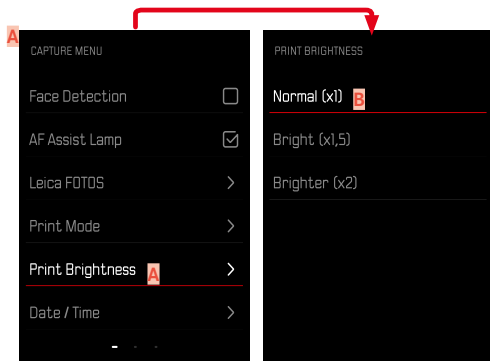 A
CAPTURE MENU
Face Detection
AF Assist Lamp
Leica FOTOS
Print Mode
Print Brightness A
Date / Time
PRINT BRIGHTNESS
Normal (x1) B
Bright (x1,5)
Brighter (x2)